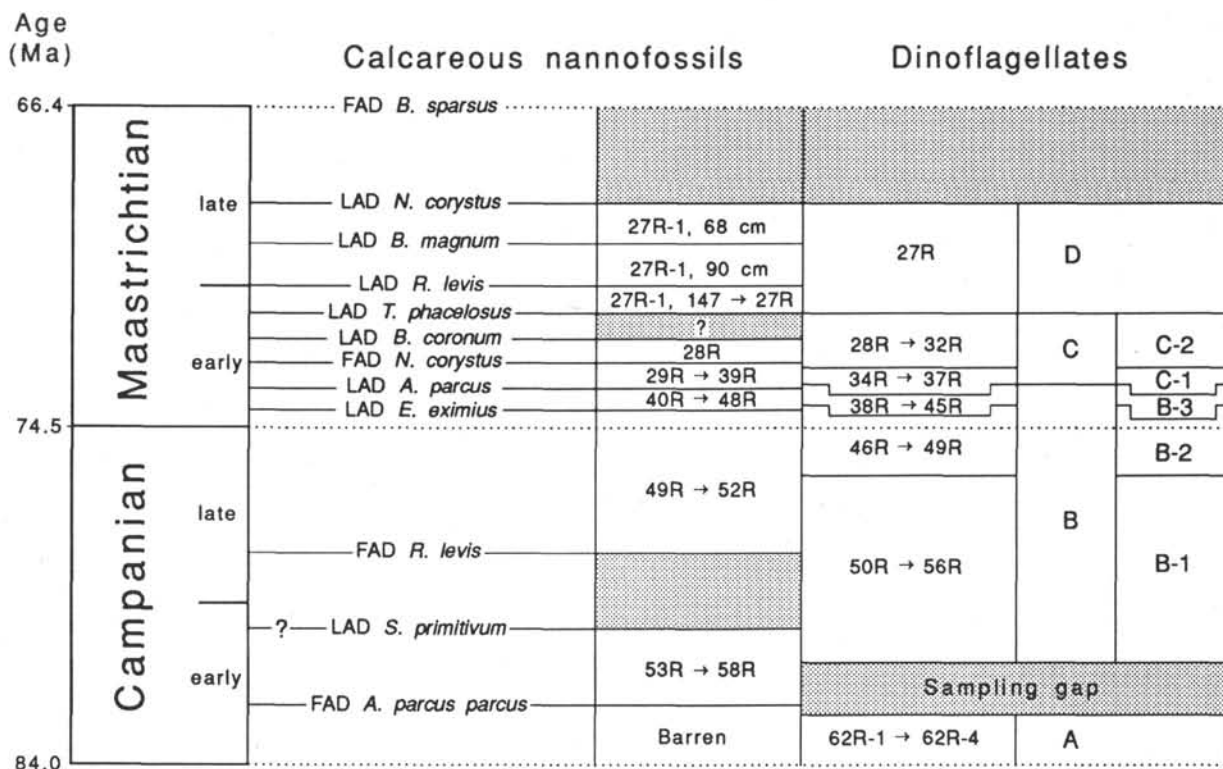 Age
(Ma)
Calcareous nannofossils
Dinoflagellates
66.4
FAD B. sparsus
Maastrichtian
late
LAD N. corystus
27R-1, 68 cm
LAD B. magnum
27R
D
27R-1, 90 cm
LAD R. levis
27R-1, 147 → 27R
LAD T. phacelosus
?
LAD B. coronum
28R → 32R
C
C-2
28R
early
FAD N. corystus
29R → 39R
34R → 37R
C-1
LAD A. parcus
40R → 48R
38R → 45R
B-3
LAD E. eximius
74.5
46R → 49R
B-2
Campanian
49R → 52R
late
B
FAD R. levis
50R → 56R
B-1
? LAD S. primitivum
53R → 58R
early
Sampling gap
FAD A. parcus parcus
Barren
62R-1 → 62R-4
A
84.0